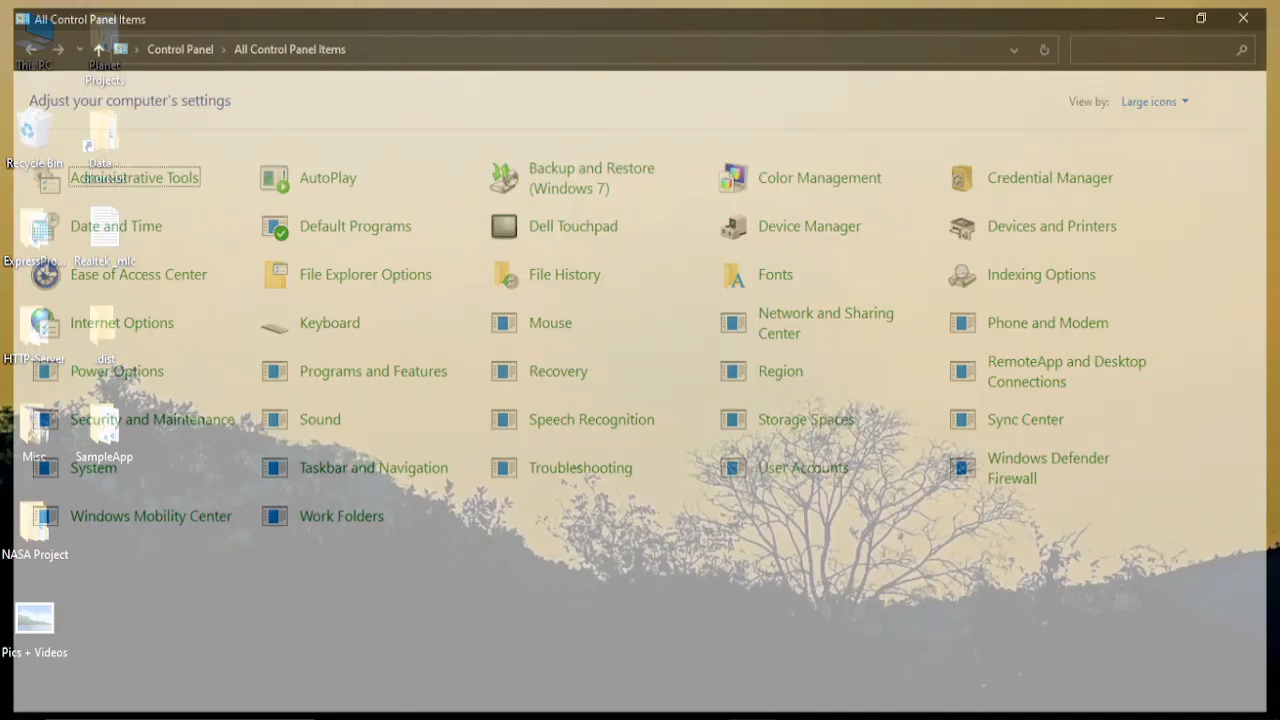 All Control Panel Items
Control Panel > All Control Panel Items
Adjust your computer's settings
View by: Large icons
Administrative Tools
AutoPlay
Backup and Restore
(Windows 7)
Color Management
Credential Manager
Date and Time
Default Programs
Dell Touchpad
Device Manager
Devices and Printers
Ease of Access Center
File Explorer Options
File History
Fonts
Indexing Options
Internet Options
Keyboard
Mouse
Network and Sharing
Center
Phone and Modem
Power Options
Programs and Features
Recovery
Region
RemoteApp and Desktop
Connections
Security and Maintenance
Sound
Speech Recognition
Storage Spaces
Sync Center
System
Taskbar and Navigation
Troubleshooting
User Accounts
Windows Defender
Firewall
Windows Mobility Center
Work Folders
This PC
Planet
Projects
Recycle Bin
Data -
Shortcut
ExpressPro...
Realtek_mic
HTTP-Server
.dist
Misc
SampleApp
NASA Project
Pics + Videos